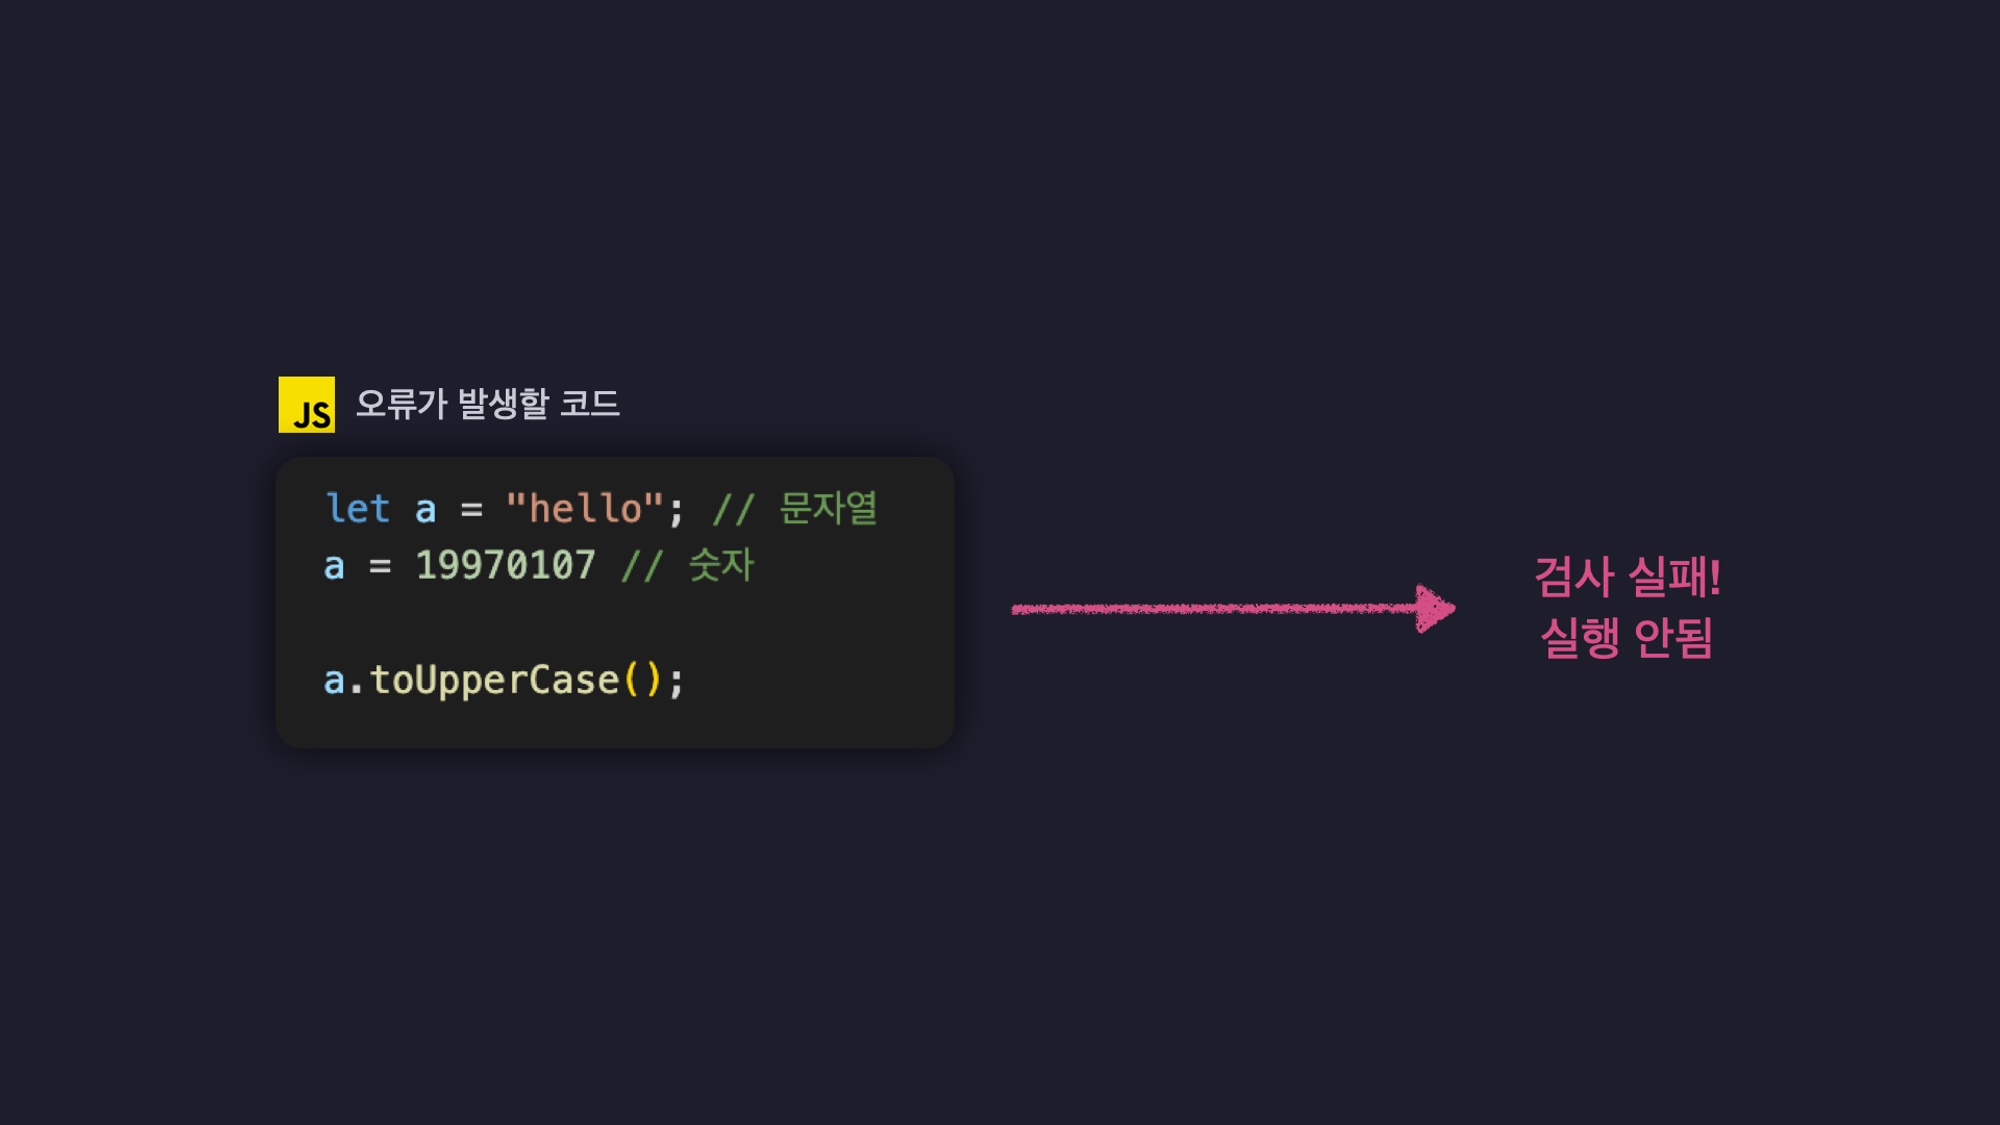 JS 오류가 발생할 코드
let a = "hello"; // 문자열
a = 19970107 // 숫자
a.toUpperCase();
검사 실패!
실행 안됨